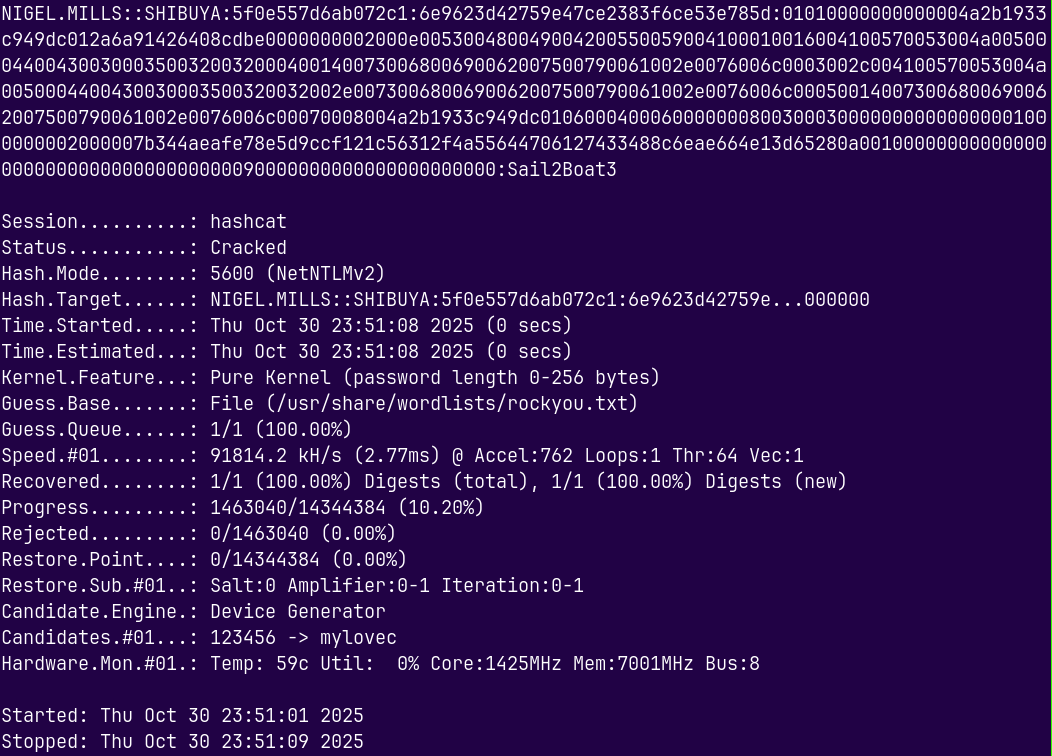 NIGEL.MILLS::SHIBUYA:5f0e557d6ab072c1:6e9623d42759e47ce2383f6ce53e785d:01010000000000004a2b1933
c949dc012a6a91426408cdbe0000000002000e005300480049004200550059004100010016004100570053004a00500
04400430030003500320032000400140073006800690062007500790061002e0076006c0003002c004100570053004a
0050004400430030003500320032002e0073006800690062007500790061002e0076006c00050014007300680069006
2007500790061002e0076006c00070008004a2b1933c949dc010600040006000000080030003000000000000000010 0
0000002000007b344aeafe78e5d9ccf121c56312f4a55644706127433488c6eae664e13d65280a00100000000000000
000000000000000000000900000000000000000000000:Sail2Boat3
Session..........: hashcat
Status...........: Cracked
Hash.Mode........: 5600 (NetNTLMv2)
Hash.Target......: NIGEL.MILLS::SHIBUYA:5f0e557d6ab072c1:6e9623d42759e...000000
Time.Started.....: Thu Oct 30 23:51:08 2025 (0 secs)
Time.Estimated...: Thu Oct 30 23:51:08 2025 (0 secs)
Kernel.Feature...: Pure Kernel (password length 0-256 bytes)
Guess.Base.......: File (/usr/share/wordlists/rockyou.txt)
Guess.Queue......: 1/1 (100.00%)
Speed.#01........: 91814.2 kH/s (2.77ms) @ Accel:762 Loops:1 Thr:64 Vec:1
Recovered........: 1/1 (100.00%) Digests (total), 1/1 (100.00%) Digests (new)
Progress.........: 1463040/14344384 (10.20%)
Rejected.........: 0/1463040 (0.00%)
Restore.Point....: 0/14344384 (0.00%)
Restore.Sub.#01..: Salt:0 Amplifier:0-1 Iteration:0-1
Candidate.Engine.: Device Generator
Candidates.#01...: 123456 -> mylovec
Hardware.Mon.#01.: Temp: 59c Util:  0% Core:1425MHz Mem:7001MHz Bus:8
Started: Thu Oct 30 23:51:01 2025
Stopped: Thu Oct 30 23:51:09 2025